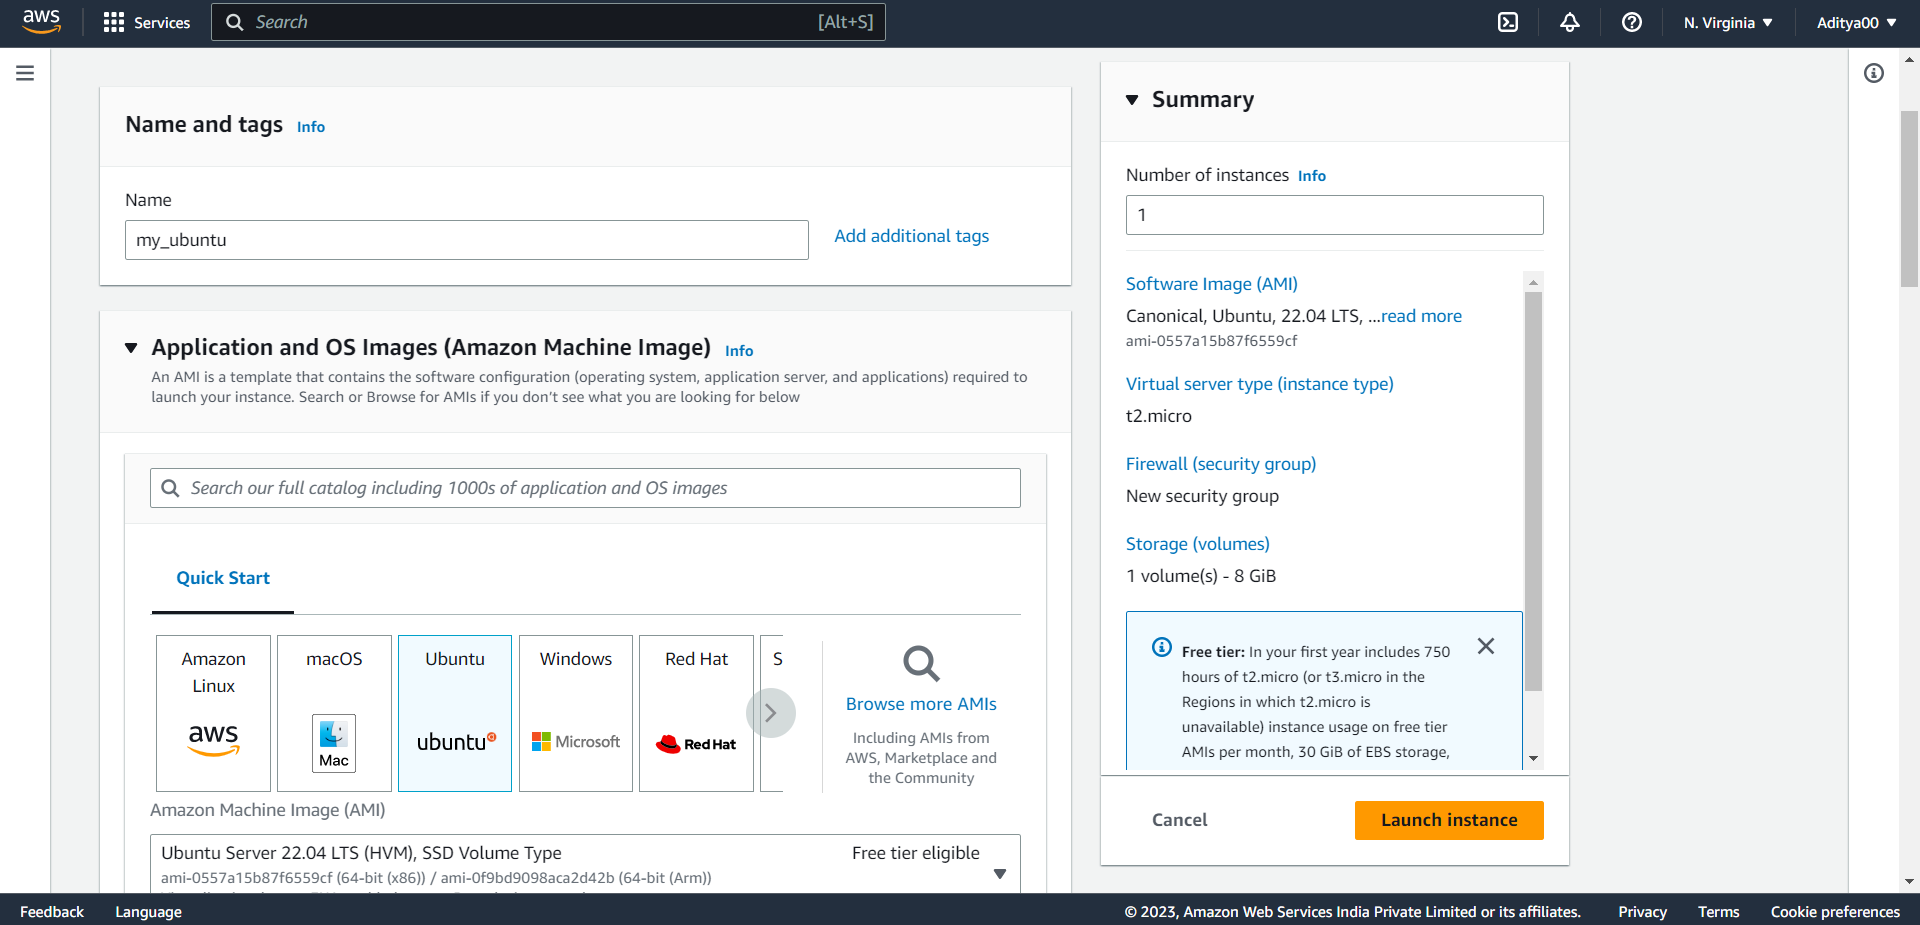 aws
Services
Search
[Alt+S]
N. Virginia
Aditya00
Name and tags Info
Name
my_ubuntu
Add additional tags
Application and OS Images (Amazon Machine Image) Info
An AMI is a template that contains the software configuration (operating system, application server, and applications) required to
launch your instance. Search or Browse for AMIs if you don't see what you are looking for below
Search our full catalog including 1000s of application and OS images
Quick Start
Amazon
Linux
aws
macOS
Mac
Ubuntu
ubuntu
Windows
Microsoft
Red Hat
Red Hat
S
Browse more AMIs
Including AMIs from
AWS, Marketplace and
the Community
Amazon Machine Image (AMI)
Ubuntu Server 22.04 LTS (HVM), SSD Volume Type
Free tier eligible
ami-0557a15b87f6559cf (64-bit (x86)) / ami-0f9bd9098aca2d42b (64-bit (Arm))
Summary
Number of instances Info
1
Software Image (AMI)
Canonical, Ubuntu, 22.04 LTS, ...read more
ami-0557a15b87f6559cf
Virtual server type (instance type)
t2.micro
Firewall (security group)
New security group
Storage (volumes)
1 volume(s) - 8 GiB
Free tier: In your first year includes 750
hours of t2.micro (or t3.micro in the
Regions in which t2.micro is
unavailable) instance usage on free tier
AMIs per month, 30 GiB of EBS storage,
Cancel
Launch instance
Feedback
Language
© 2023, Amazon Web Services India Private Limited or its affiliates.
Privacy
Terms
Cookie preferences